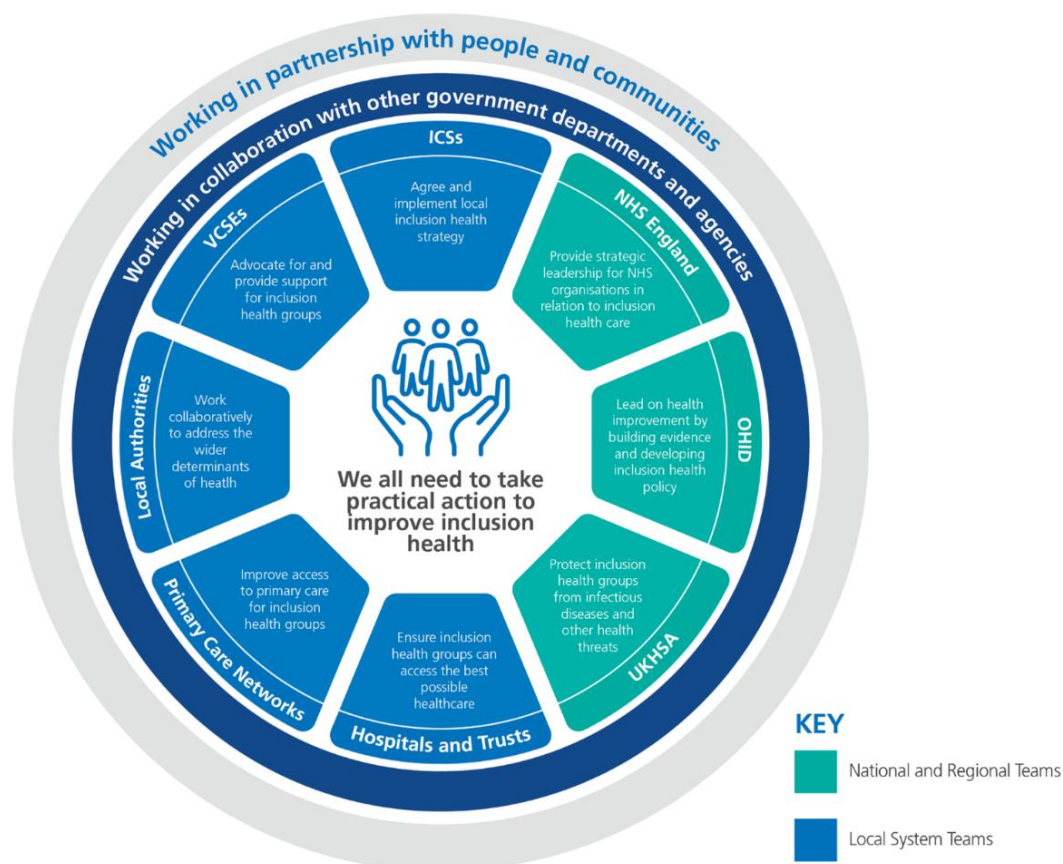 Working in partnership with people and communities
Working in collaboration with other government departments and agencies
ICSs
Agree and
implement local
inclusion health
strategy
NHS England
Provide strategic
leadership for NHS
organisations in
relation to inclusion
health care
OHID
Lead on health
improvement by
building evidence
and developing
inclusion health
policy
UKHSA
Protect inclusion
health groups
from infectious
diseases and
other health
threats
Hospitals and Trusts
Ensure inclusion
health groups can
access the best
possible
healthcare
Primary Care Networks
Improve access
to primary care
for inclusion
health groups
Local Authorities
Work
collaboratively
to address the
wider
determinants
of heatlh
VCSEs
Advocate for and
provide support
for inclusion
health groups
We all need to take
practical action to
improve inclusion
health
KEY
National and Regional Teams
Local System Teams